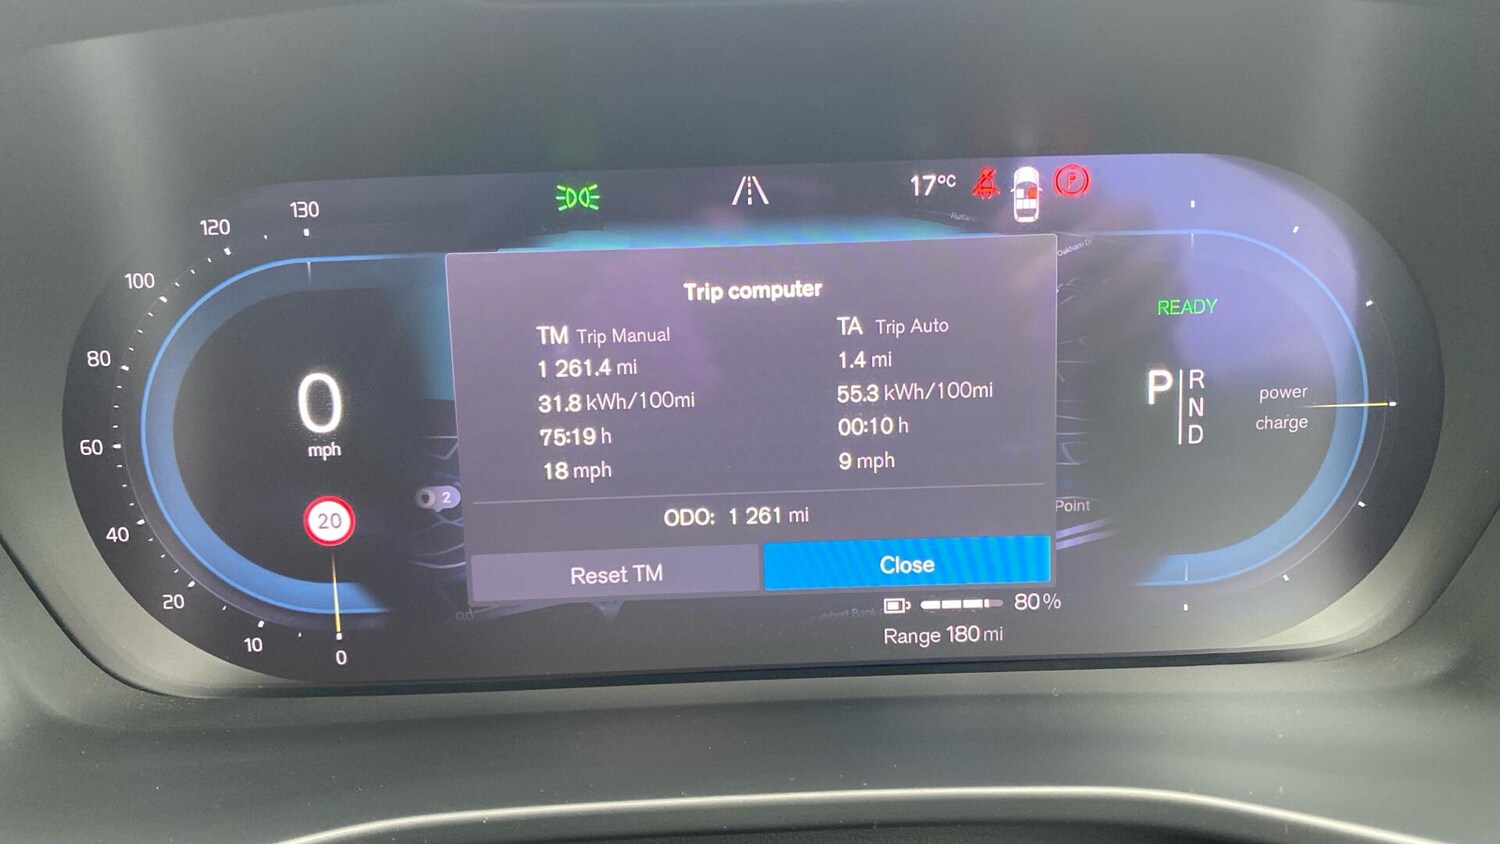 130
120
100
80
60
40
20
10
0
0
mph
20
17°C
P
Oakham Dr
Trip computer
TM Trip Manual
1 261.4 mi
31.8 kWh/100mi
75:19 h
18 mph
TA Trip Auto
1.4 mi
55.3 kWh/100mi
00:10 h
9 mph
ODO: 1 261 mi
Reset TM
Close
2
Point
Rd
80%
Range 180 mi
READY
P R
N
D
power
charge